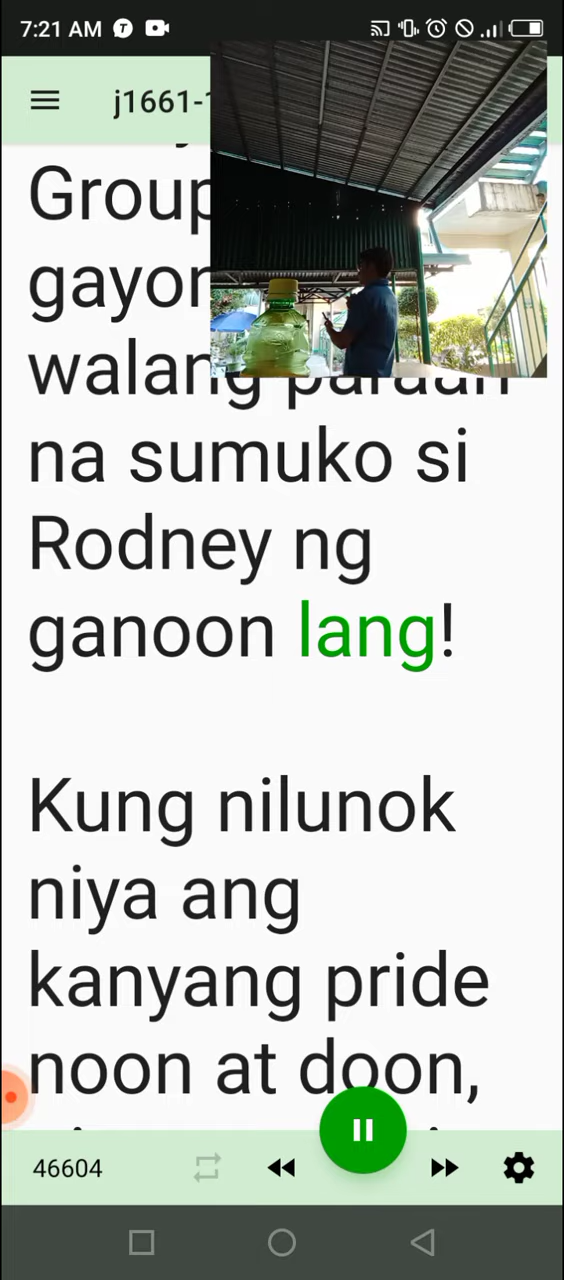 7:21 AM
j1661-1
Group
gayon
walang paraan
na sumuko si
Rodney ng
ganoon lang!
Kung nilunok
niya ang
kanyang pride
noon at doon,
46604